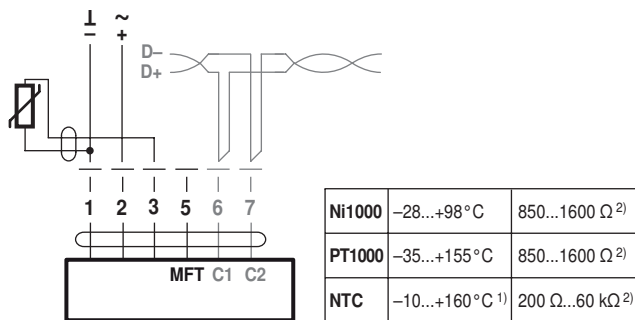 ⊥ ~
– +
D–
D+
1 2 3 5 6 7
MFT C1 C2
Ni1000 –28...+98°C 850...1600 Ω 2)
PT1000 –35...+155°C 850...1600 Ω 2)
NTC –10...+160°C 1) 200 Ω...60 kΩ 2)